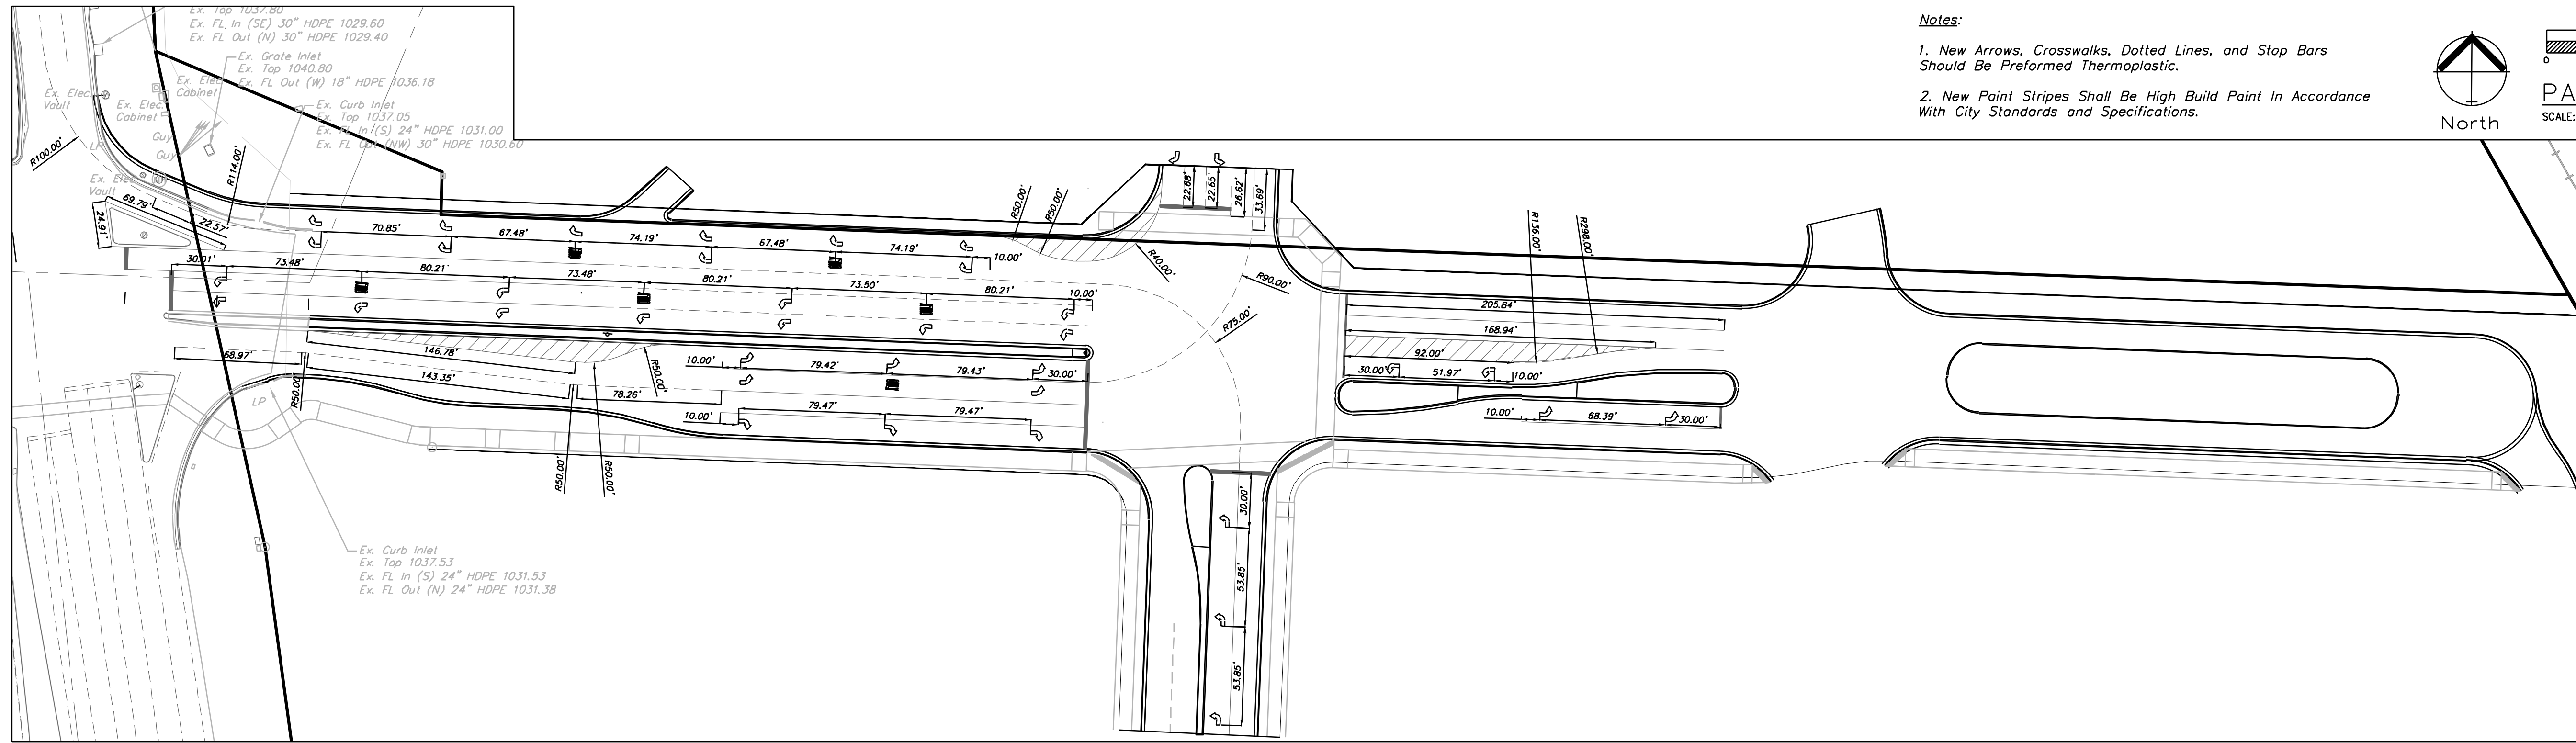 Ex. Top 1037.80
Ex. FL In (SE) 30" HDPE 1029.60
Ex. FL Out (N) 30" HDPE 1029.40
Ex. Grate Inlet
Ex. Top 1040.80
Ex. FL Out (W) 18" HDPE 1036.18
Ex. Elec.
Cabinet
Ex. Elec.
Vault
Ex. Elec.
Cabinet
Ex. Curb Inlet
Ex. Top 1037.05
Ex. FL In (S) 24" HDPE 1031.00
Ex. FL Out (NW) 30" HDPE 1030.60
Guy
Guy
LP
Ex. Elec.
Vault
Notes:
1. New Arrows, Crosswalks, Dotted Lines, and Stop Bars
Should Be Preformed Thermoplastic.
2. New Paint Stripes Shall Be High Build Paint In Accordance
With City Standards and Specifications.
North
0
PA
SCALE:
R100.00'
R114.00'
69.79'
22.57'
24.91'
70.85'
67.48'
74.19'
67.48'
74.19'
10.00'
30.01'
73.48'
80.21'
73.48'
80.21'
73.50'
80.21'
10.00'
R50.00'
R50.00'
22.68'
22.65'
26.62'
33.69'
R40.00'
R90.00'
R75.00'
R136.00'
R298.00'
205.84'
168.94'
92.00'
30.00'
51.97'
10.00'
10.00'
68.39'
30.00'
68.97'
R50.00'
146.78'
143.35'
R50.00'
78.26'
10.00'
79.42'
79.43'
30.00'
10.00'
79.47'
79.47'
R50.00'
R50.00'
LP
30.00'
53.85'
53.85'
Ex. Curb Inlet
Ex. Top 1037.53
Ex. FL In (S) 24" HDPE 1031.53
Ex. FL Out (N) 24" HDPE 1031.38